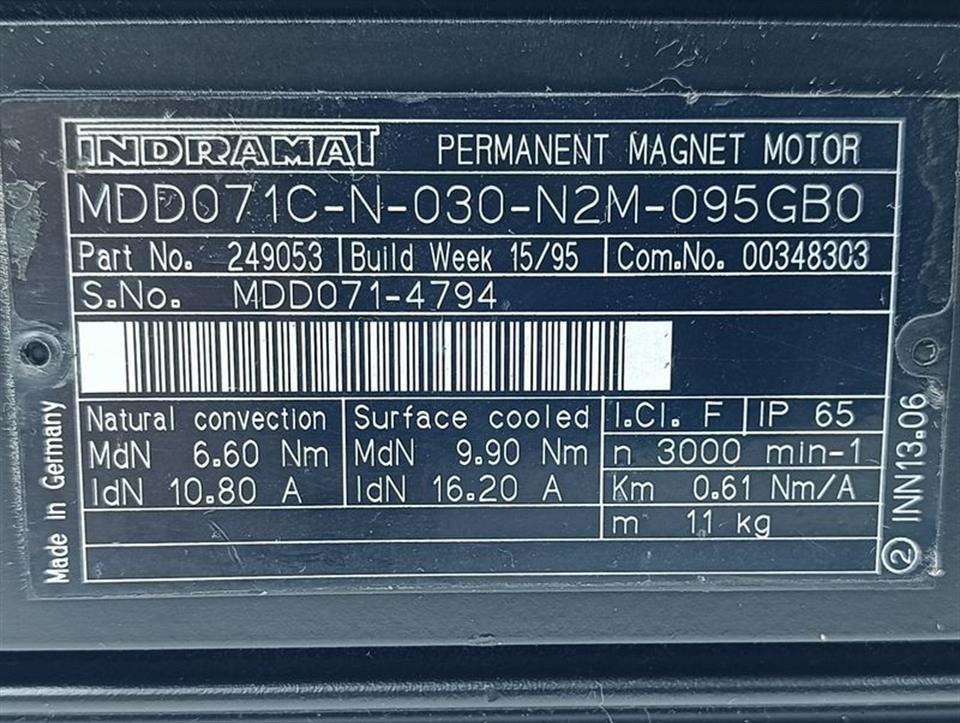 INDRAMAT PERMANENT MAGNET MOTOR
MDD071C-N-030-N2M-095GB0
Part No. 249053 Build Week 15/95 Com.No. 00348303
S.No. MDD071-4794
Natural convection Surface cooled I.Cl. F IP 65
MdN 6.60 Nm MdN 9.90 Nm n 3000 min-1
IdN 10.80 A IdN 16.20 A Km 0.61 Nm/A
m 11 kg
Made in Germany
2 INN13.06